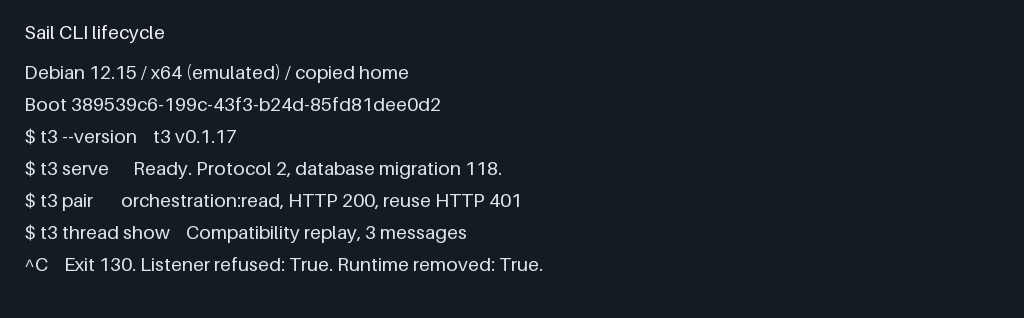 Sail CLI lifecycle
Debian 12.15 / x64 (emulated) / copied home
Boot 389539c6-199c-43f3-b24d-85fd81dee0d2
$ t3 --version t3 v0.1.17
$ t3 serve Ready. Protocol 2, database migration 118.
$ t3 pair orchestration:read, HTTP 200, reuse HTTP 401
$ t3 thread show Compatibility replay, 3 messages
^C Exit 130. Listener refused: True. Runtime removed: True.